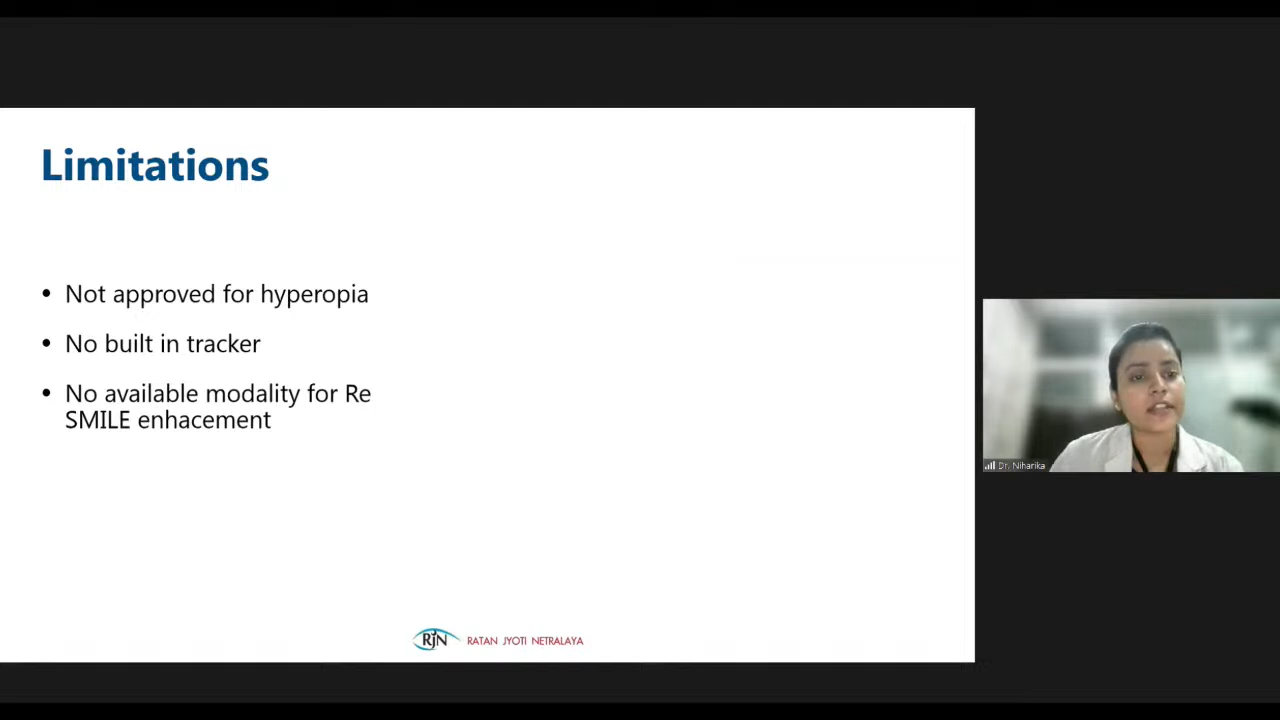 Limitations
• Not approved for hyperopia
• No built in tracker
• No available modality for Re
SMILE enhacement
Dr. Niharika
RJN RATAN JYOTI NETRALAYA